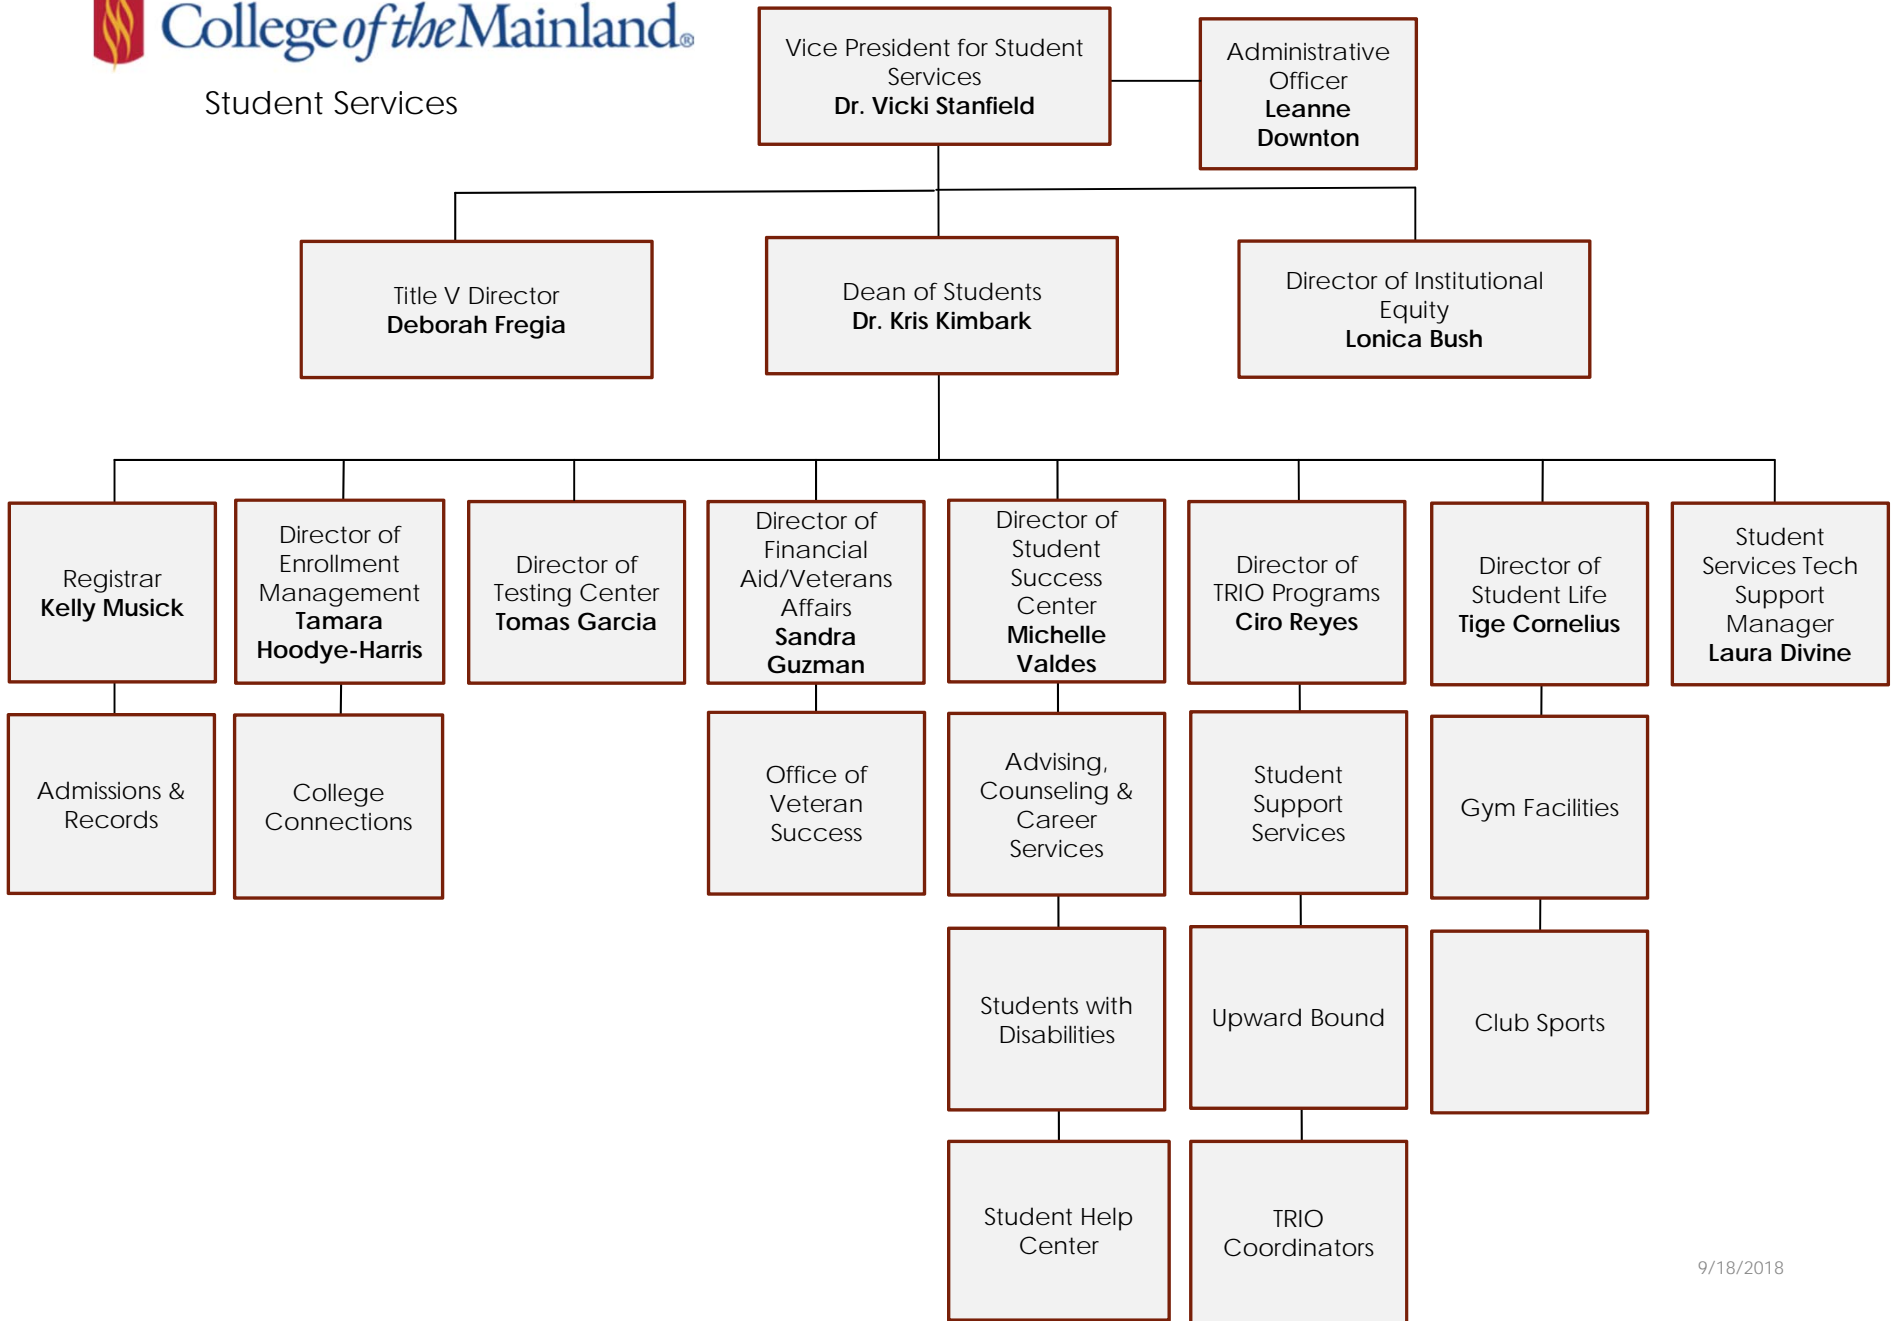 College of the Mainland®
Student Services
Vice President for Student
Services
Dr. Vicki Stanfield
Administrative
Officer
Leanne
Downton
Title V Director
Deborah Fregia
Dean of Students
Dr. Kris Kimbark
Director of Institutional
Equity
Lonica Bush
Registrar
Kelly Musick
Director of
Enrollment
Management
Tamara
Hoodye-Harris
Director of
Testing Center
Tomas Garcia
Director of
Financial
Aid/Veterans
Affairs
Sandra
Guzman
Director of
Student
Success
Center
Michelle
Valdes
Director of
TRIO Programs
Ciro Reyes
Director of
Student Life
Tige Cornelius
Student
Services Tech
Support
Manager
Laura Divine
Admissions &
Records
College
Connections
Office of
Veteran
Success
Advising,
Counseling &
Career
Services
Student
Support
Services
Gym Facilities
Students with
Disabilities
Upward Bound
Club Sports
Student Help
Center
TRIO
Coordinators
9/18/2018